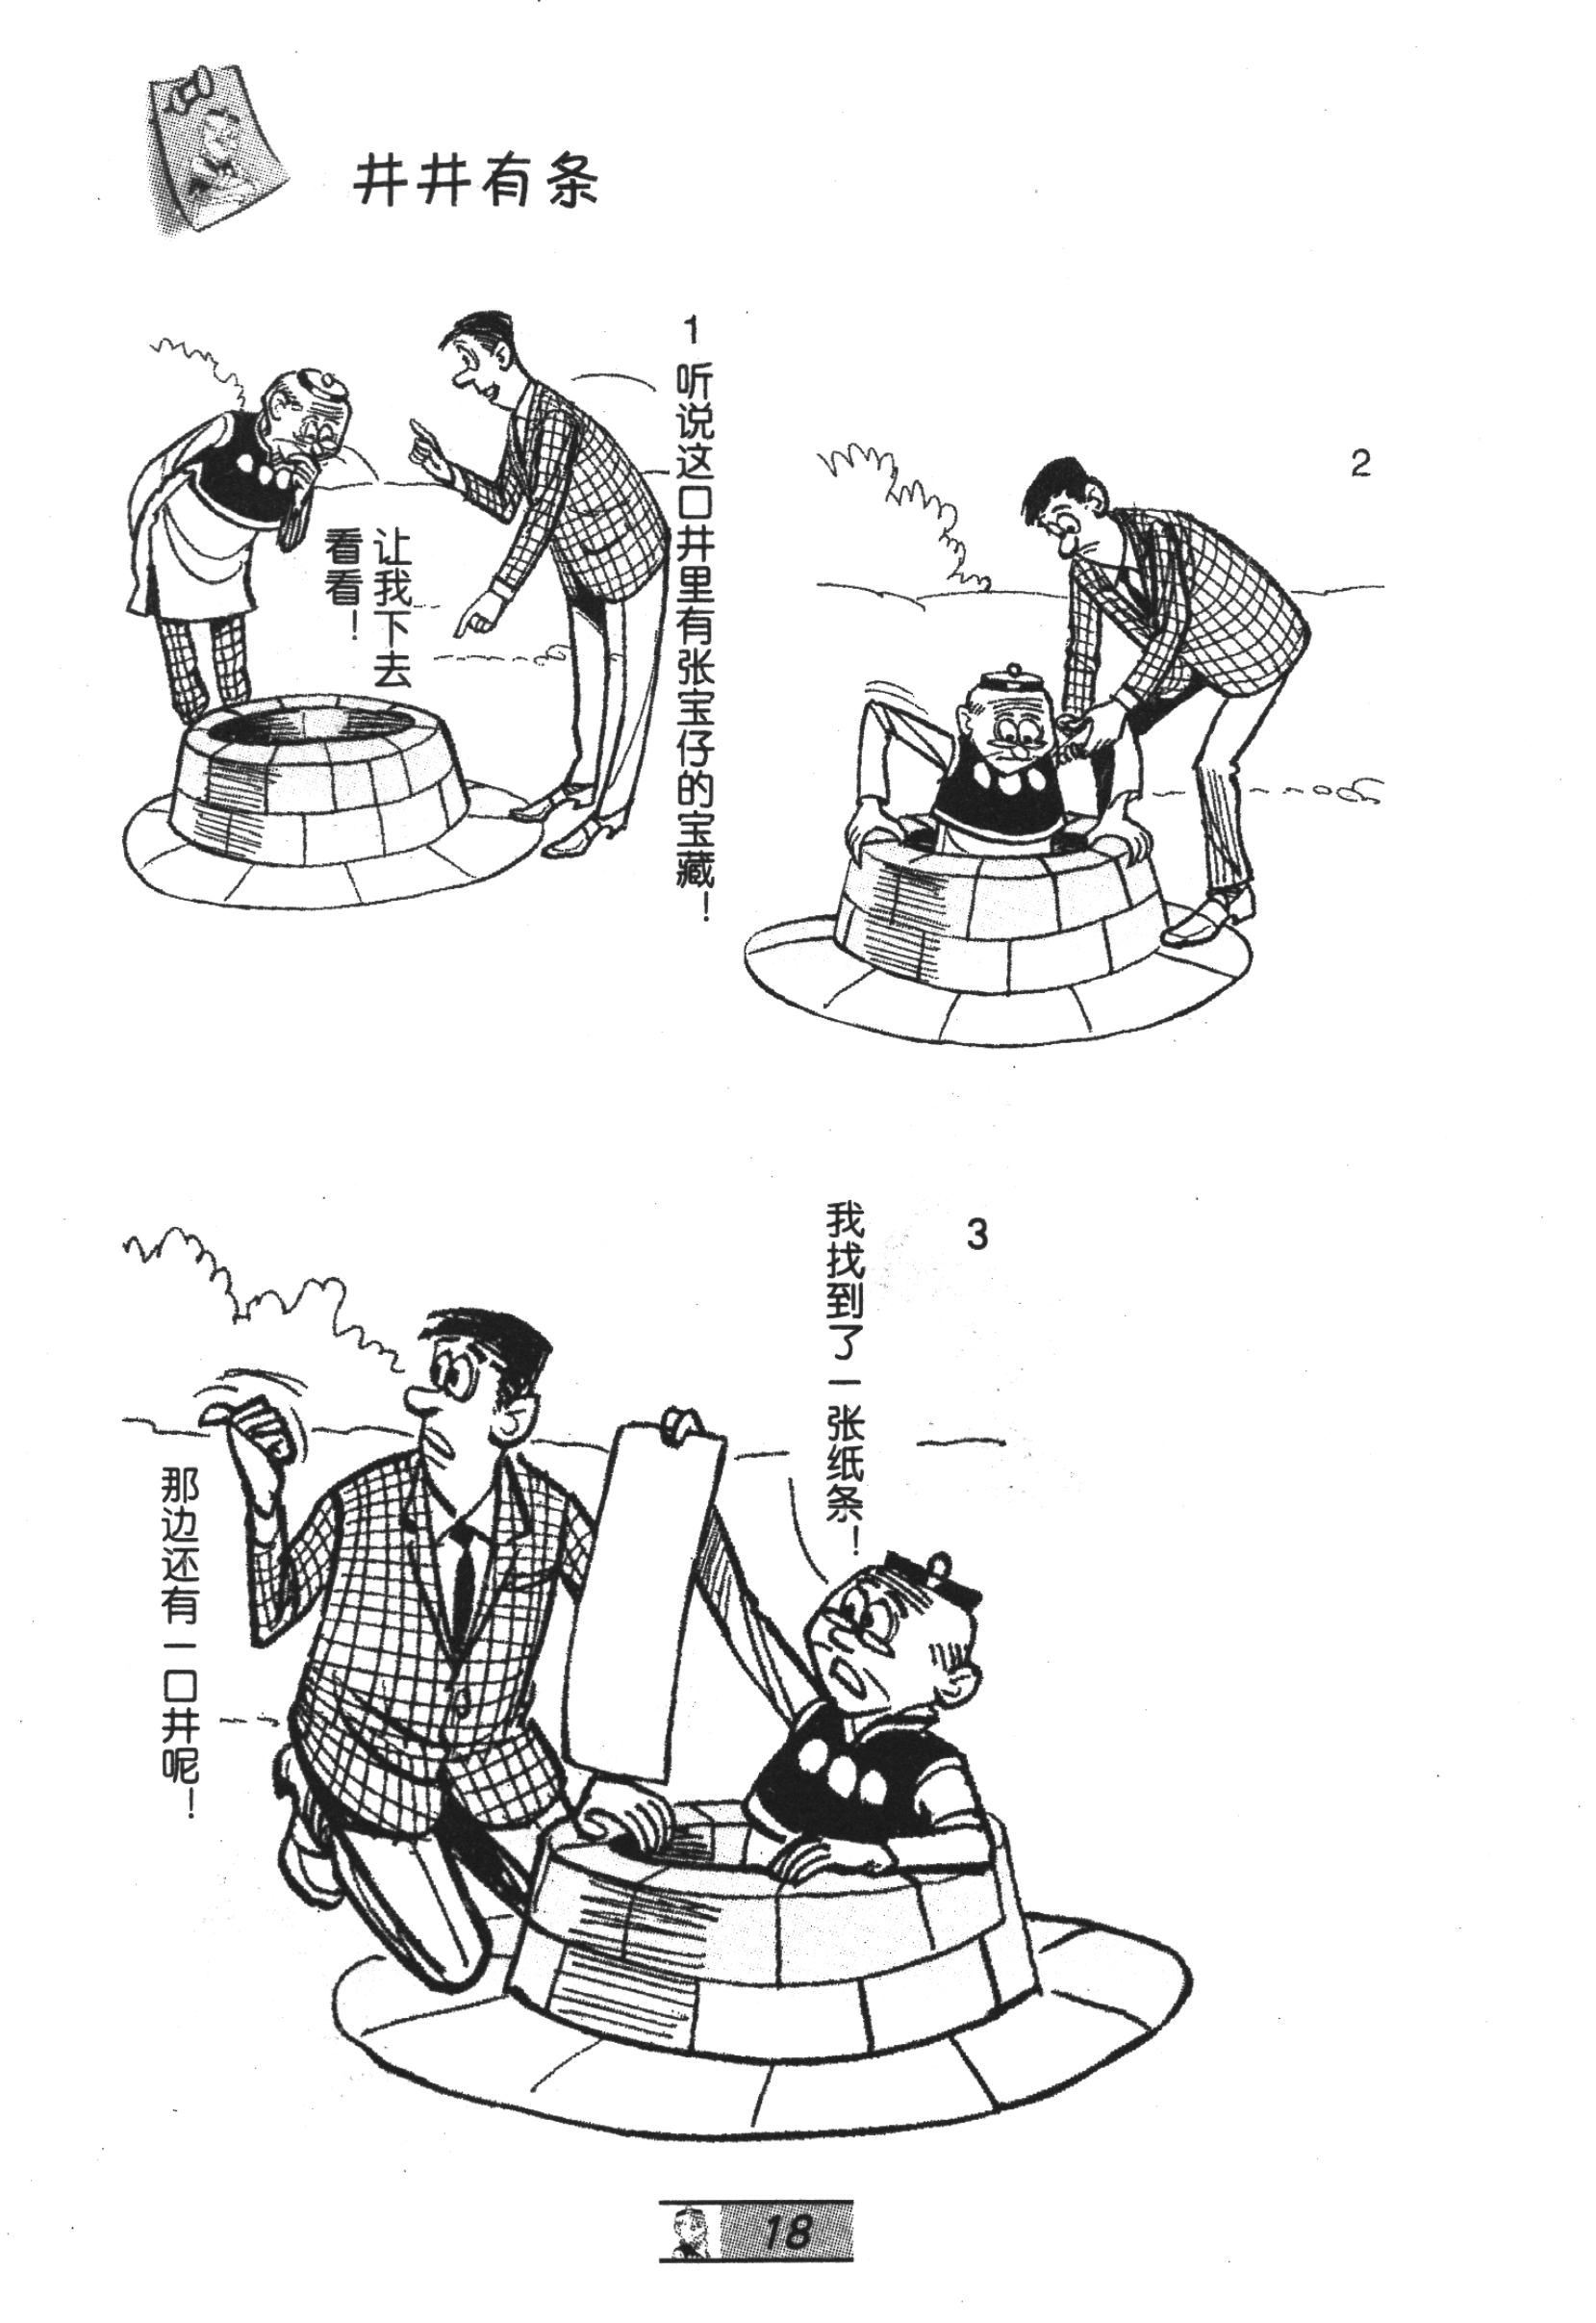 井井有条
1
听说这口井里有张宝仔的宝藏！
让我下去
看看！
2
3
我找到了一张纸条！
那边还有一口井呢！
18